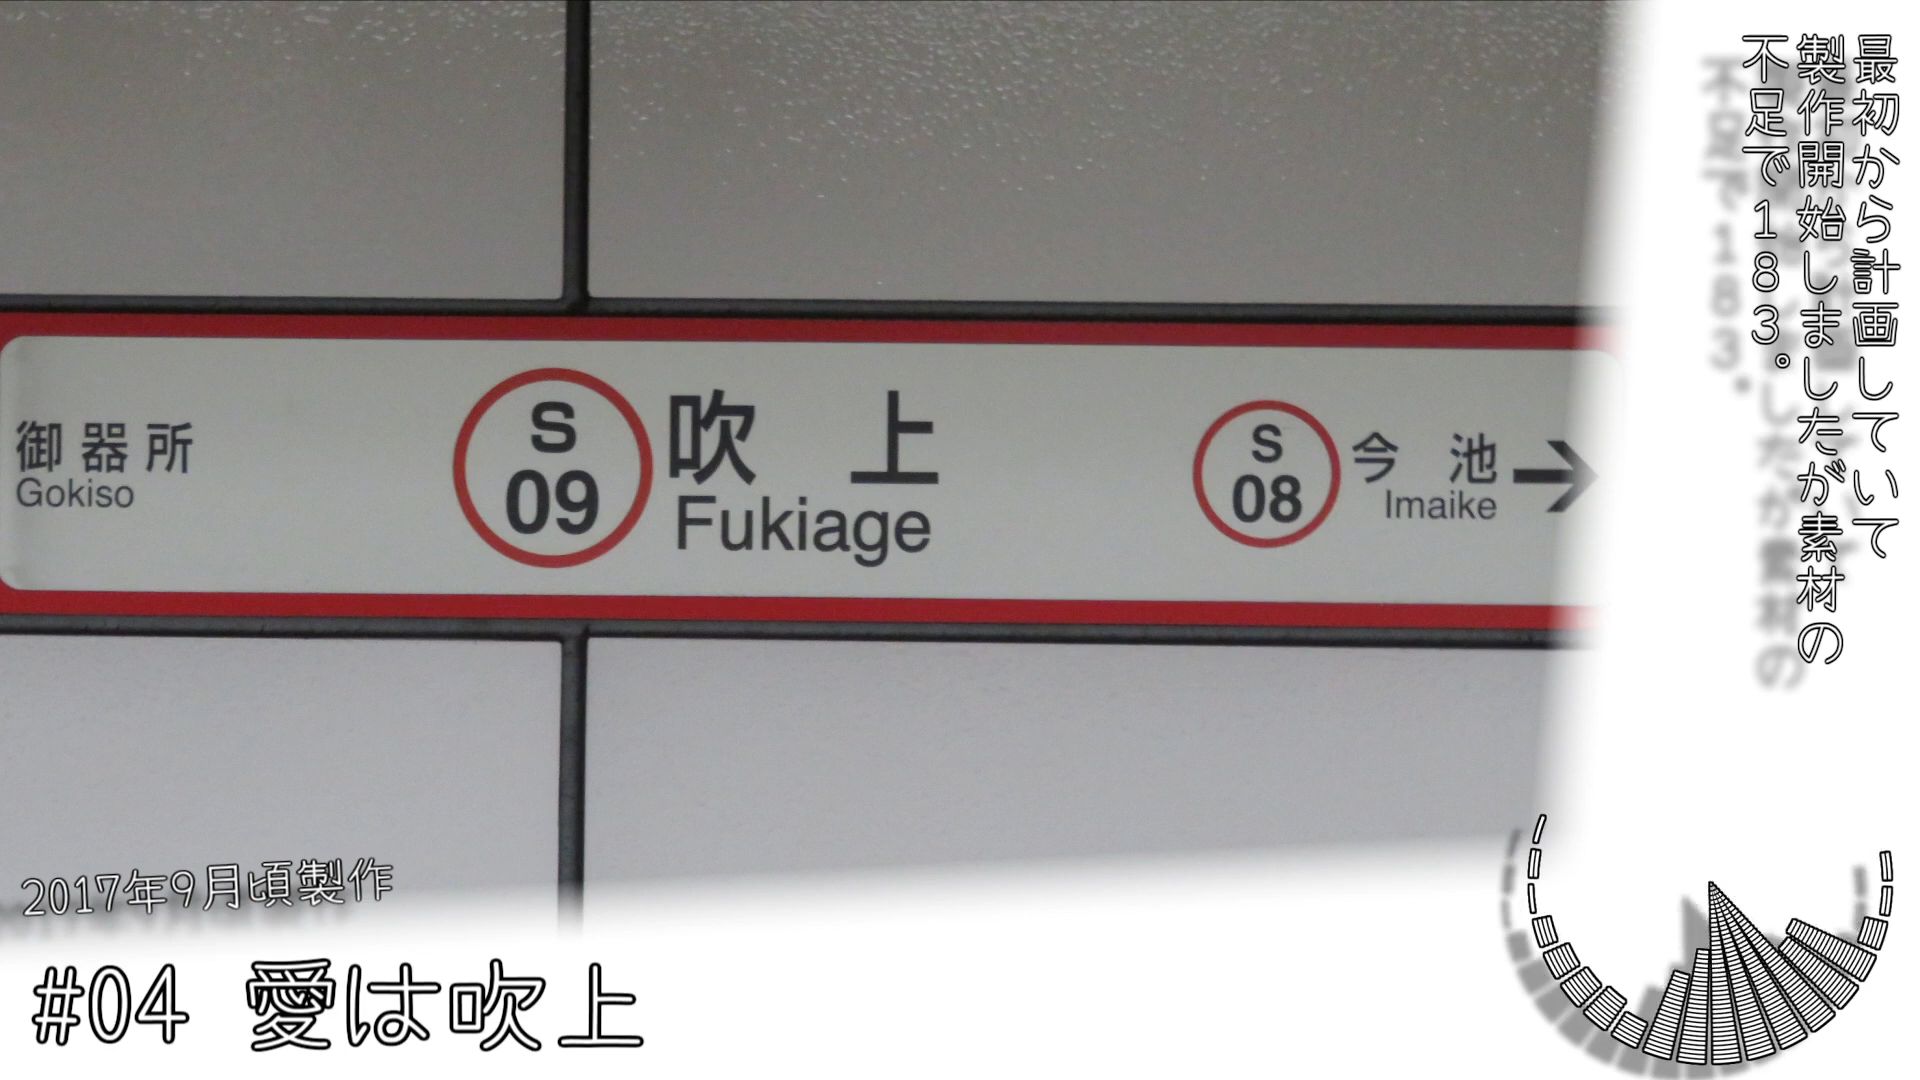 最初から計画していて
製作開始しましたが素材の
不足で183。
御器所
Gokiso
S
09
吹上
Fukiage
S
08
今池
Imaike
→
2017年9月頃製作
#04 愛は吹上